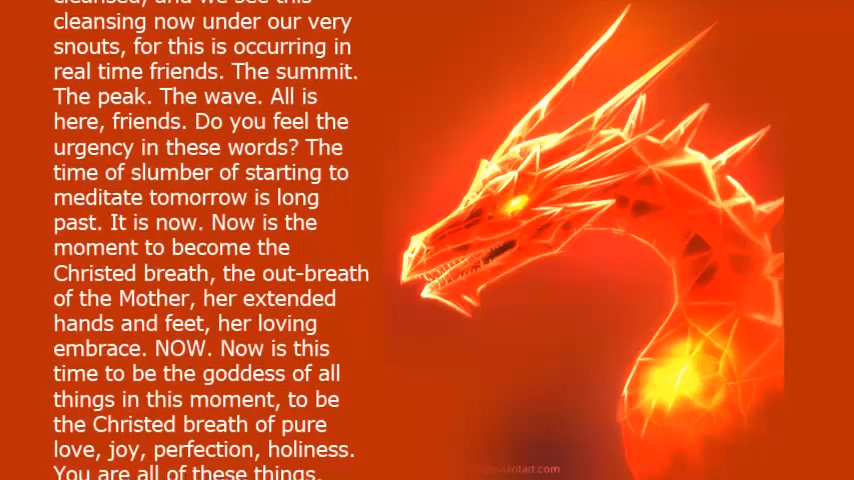 cleansed, and we see this
cleansing now under our very
snouts, for this is occurring in
real time friends. The summit.
The peak. The wave. All is
here, friends. Do you feel the
urgency in these words? The
time of slumber of starting to
meditate tomorrow is long
past. It is now. Now is the
moment to become the
Christed breath, the out-breath
of the Mother, her extended
hands and feet, her loving
embrace. NOW. Now is this
time to be the goddess of all
things in this moment, to be
the Christed breath of pure
love, joy, perfection, holiness.
You are all of these things.